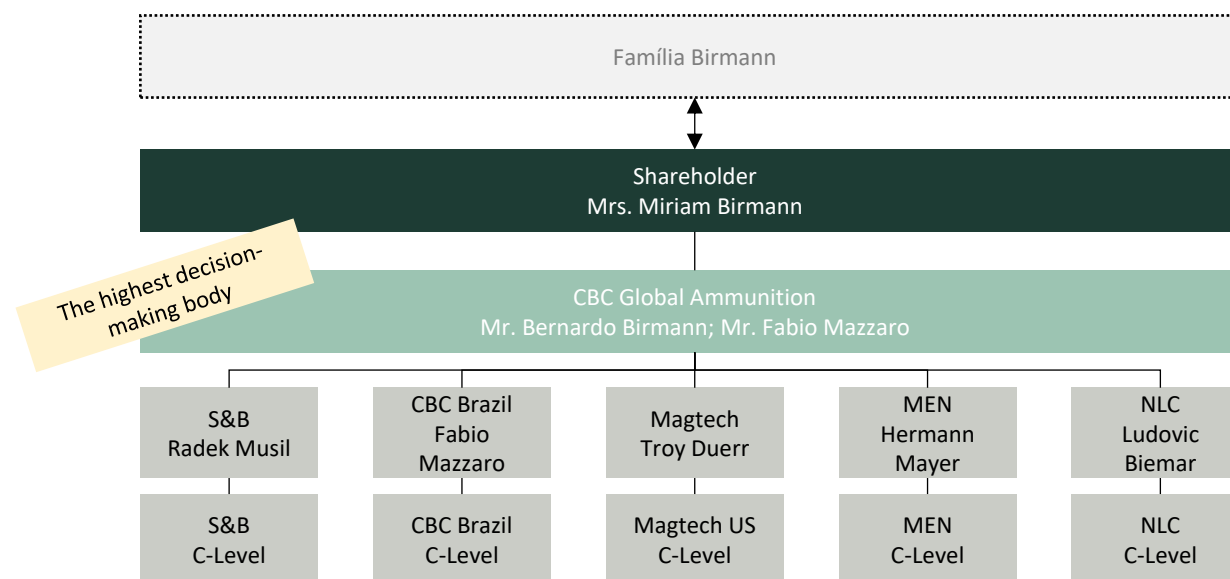 Família Birmann
Shareholder
Mrs. Miriam Birmann
The highest decision-
making body
CBC Global Ammunition
Mr. Bernardo Birmann; Mr. Fabio Mazzaro
S&B
Radek Musil
CBC Brazil
Fabio
Mazzaro
Magtech
Troy Duerr
MEN
Hermann
Mayer
NLC
Ludovic
Biemar
S&B
C-Level
CBC Brazil
C-Level
Magtech US
C-Level
MEN
C-Level
NLC
C-Level